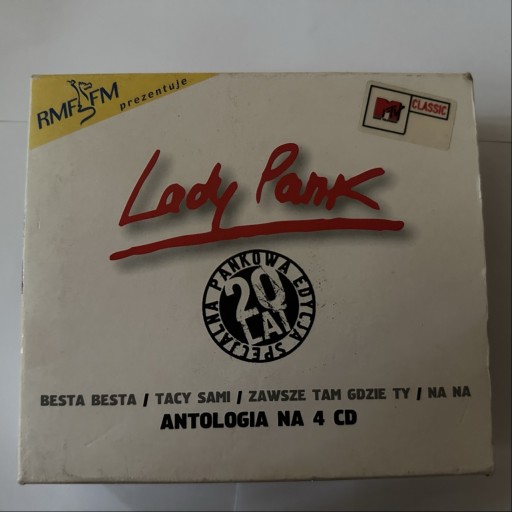 RMF FM
prezentuje
MTV CLASSIC
Lady Pank
SPECJALNA PANKOWA EDYCJA
20
LAT
BESTA BESTA / TACY SAMI / ZAWSZE TAM GDZIE TY / NA NA
ANTOLOGIA NA 4 CD